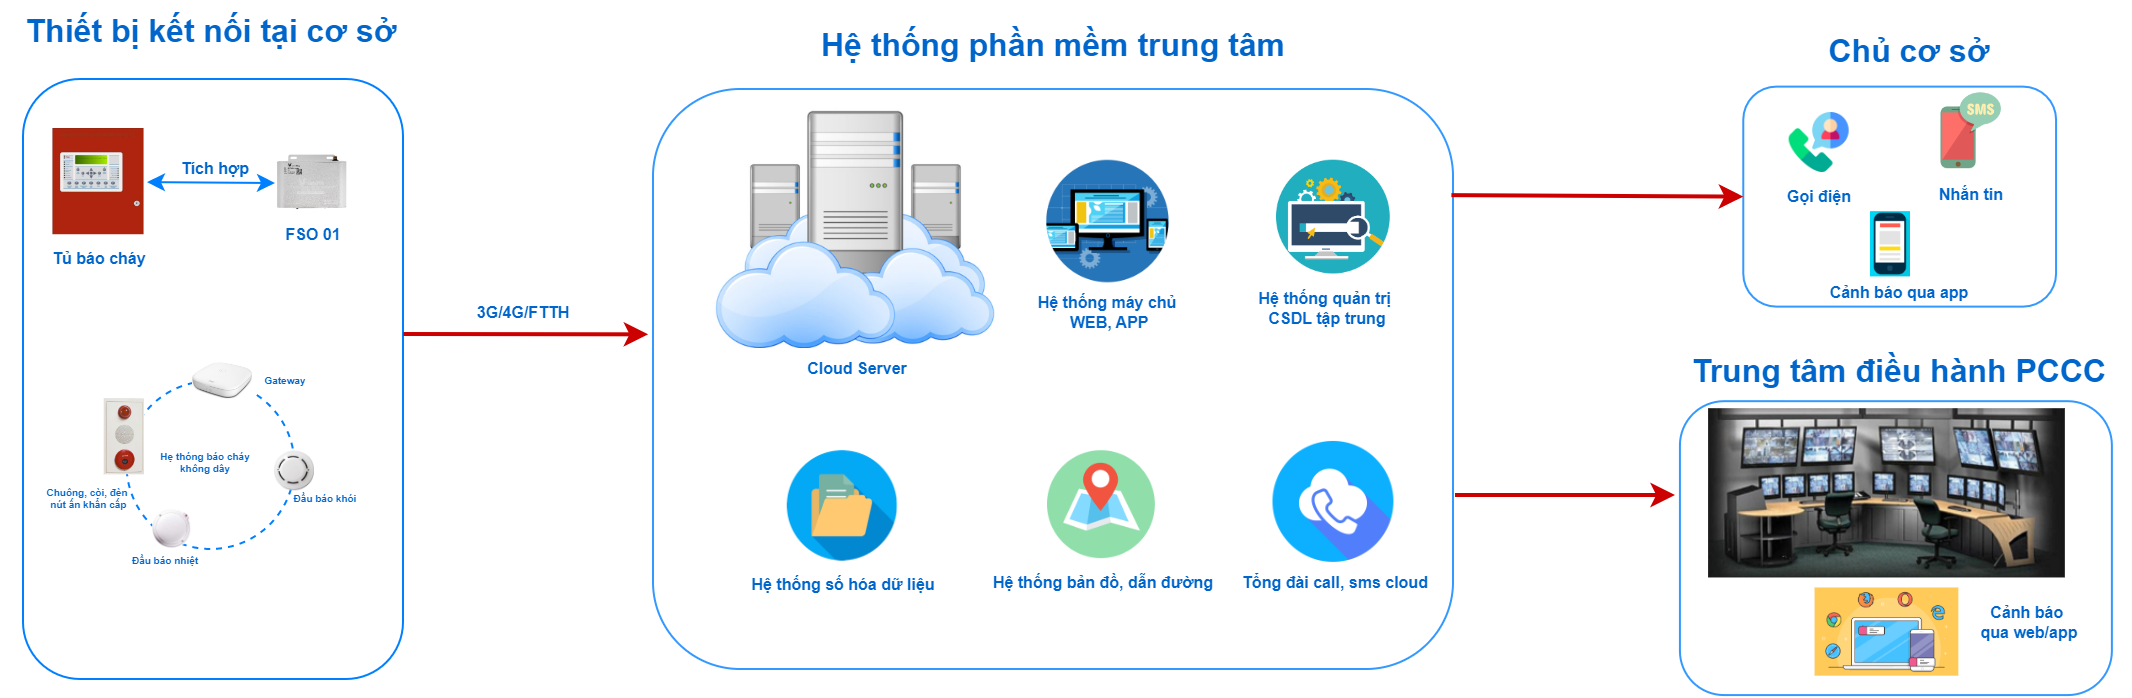 Thiết bị kết nối tại cơ sở
Tích hợp
FSO 01
Tủ báo cháy
Gateway
Hẹ thông báo cháy
không dây
Chuông, còi, đèn
nút ấn khẩn cấp
Đầu báo khói
Đầu báo nhiệt
3G/4G/FTTH
Hệ thống phần mềm trung tâm
Cloud Server
Hệ thống máy chủ
WEB, APP
Hệ thống quản trị
CSDL tập trung
Hệ thống số hóa dữ liệu
Hệ thống bản đồ, dẫn đường
Tổng đài call, sms cloud
Chủ cơ sở
SMS
Gọi điện
Nhắn tin
Cảnh báo qua app
Trung tâm điều hành PCCC
Cảnh báo
qua web/app